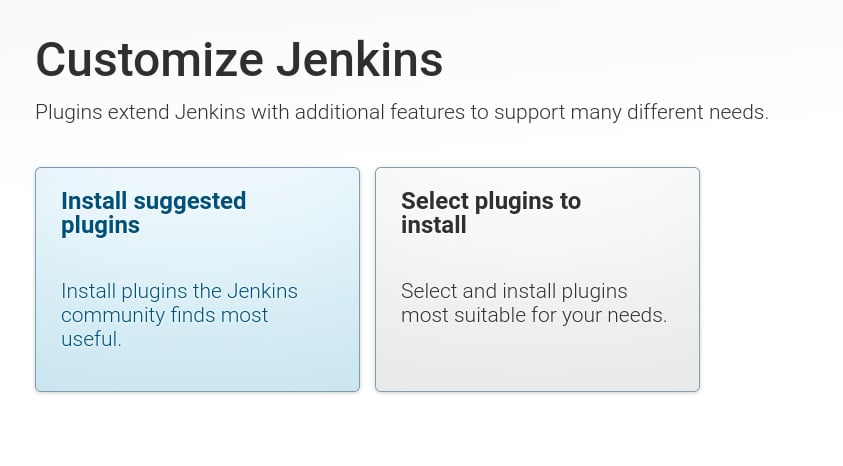 Customize Jenkins
Plugins extend Jenkins with additional features to support many different needs.
Install suggested
plugins
Install plugins the Jenkins
community finds most
useful.
Select plugins to
install
Select and install plugins
most suitable for your needs.